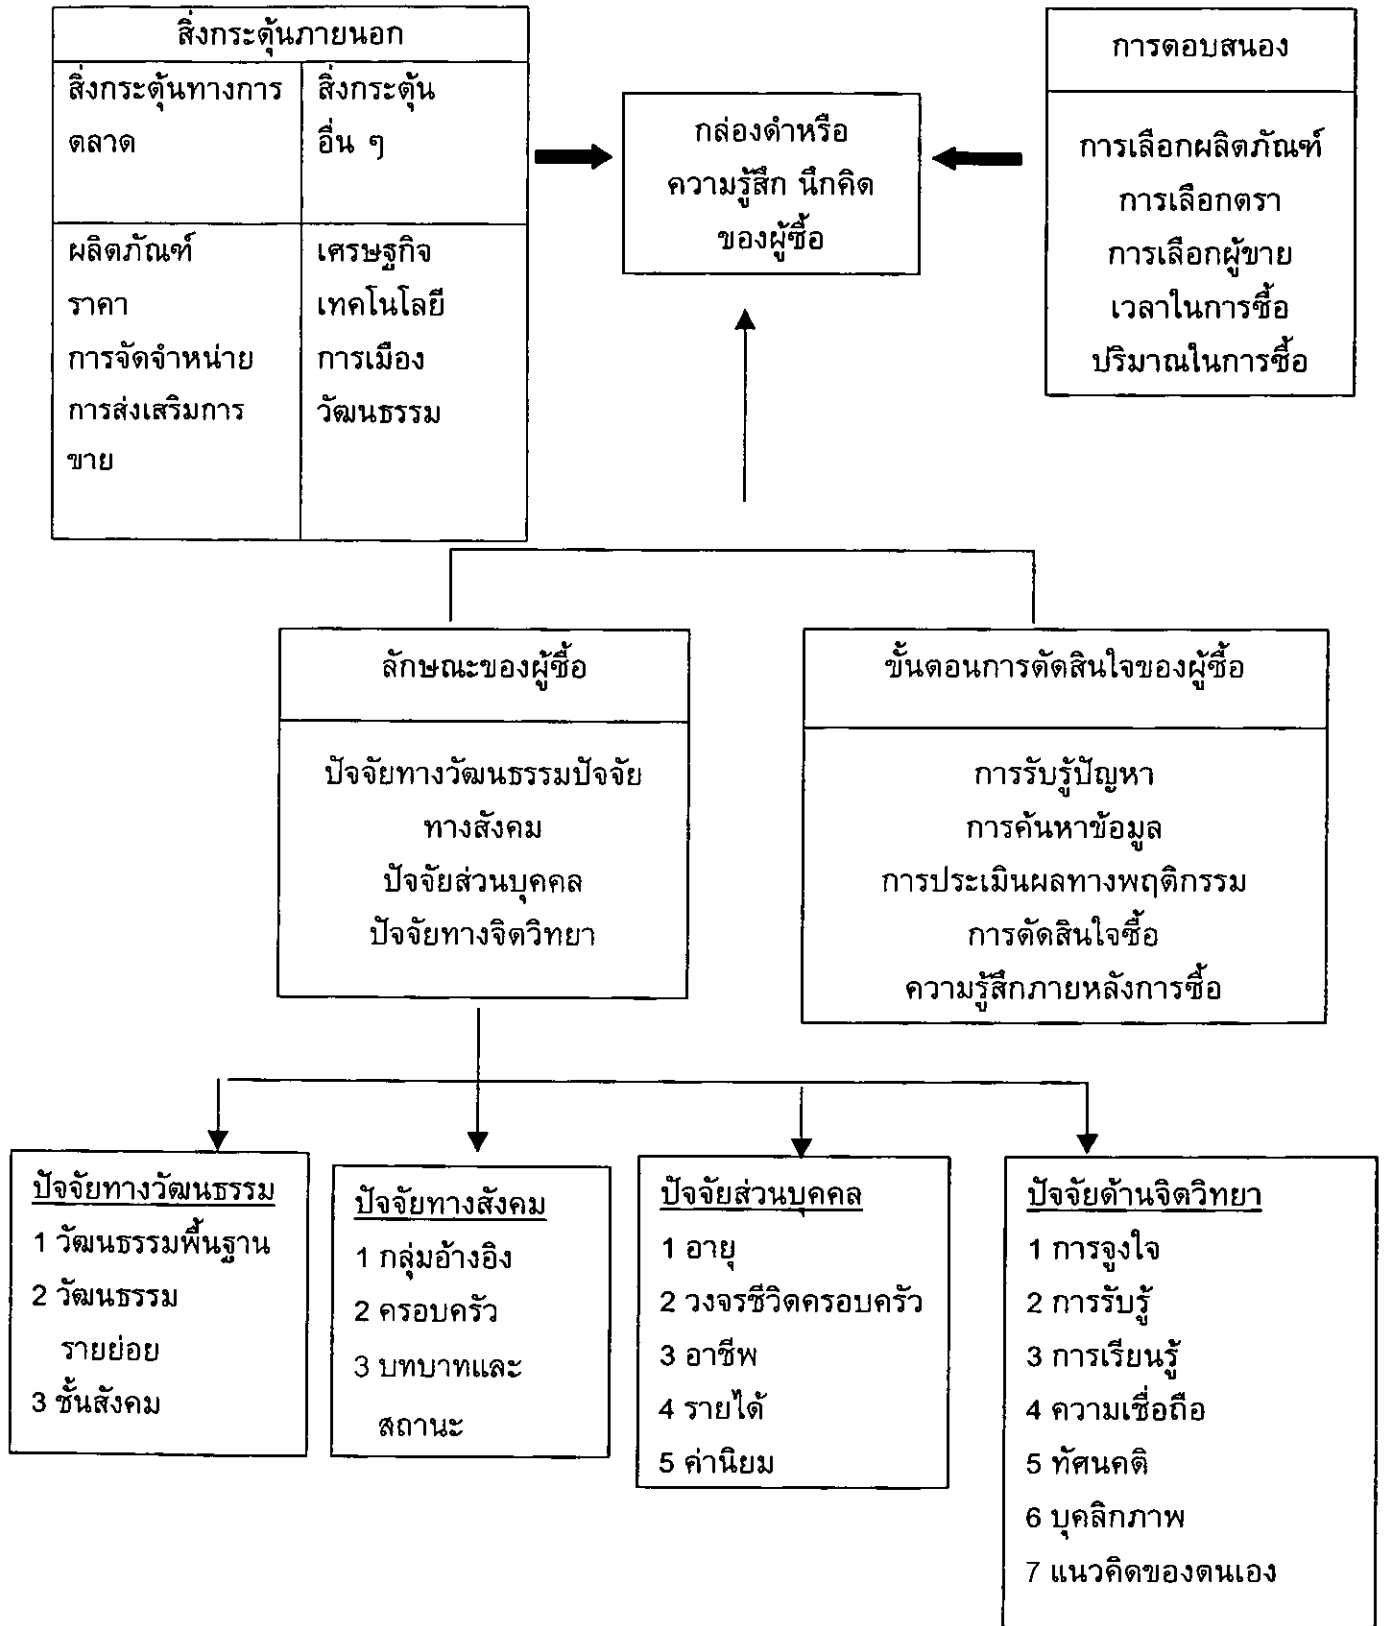 สิ่งกระตุ้นภายนอก
สิ่งกระตุ้นทางการ
ตลาด
สิ่งกระตุ้น
อื่น ๆ
ผลิตภัณฑ์
ราคา
การจัดจำหน่าย
การส่งเสริมการ
ขาย
เศรษฐกิจ
เทคโนโลยี
การเมือง
วัฒนธรรม
กล่องดำหรือ
ความรู้สึก นึกคิด
ของผู้ซื้อ
การตอบสนอง
การเลือกผลิตภัณฑ์
การเลือกตรา
การเลือกผู้ขาย
เวลาในการซื้อ
ปริมาณในการซื้อ
ลักษณะของผู้ซื้อ
ปัจจัยทางวัฒนธรรมปัจจัย
ทางสังคม
ปัจจัยส่วนบุคคล
ปัจจัยทางจิตวิทยา
ขั้นตอนการตัดสินใจของผู้ซื้อ
การรับรู้ปัญหา
การค้นหาข้อมูล
การประเมินผลทางพฤติกรรม
การตัดสินใจซื้อ
ความรู้สึกภายหลังการซื้อ
ปัจจัยทางวัฒนธรรม
1 วัฒนธรรมพื้นฐาน
2 วัฒนธรรม
รายย่อย
3 ชั้นสังคม
ปัจจัยทางสังคม
1 กลุ่มอ้างอิง
2 ครอบครัว
3 บทบาทและ
สถานะ
ปัจจัยส่วนบุคคล
1 อายุ
2 วงจรชีวิตครอบครัว
3 อาชีพ
4 รายได้
5 ค่านิยม
ปัจจัยด้านจิตวิทยา
1 การจูงใจ
2 การรับรู้
3 การเรียนรู้
4 ความเชื่อถือ
5 ทัศนคติ
6 บุคลิกภาพ
7 แนวคิดของตนเอง